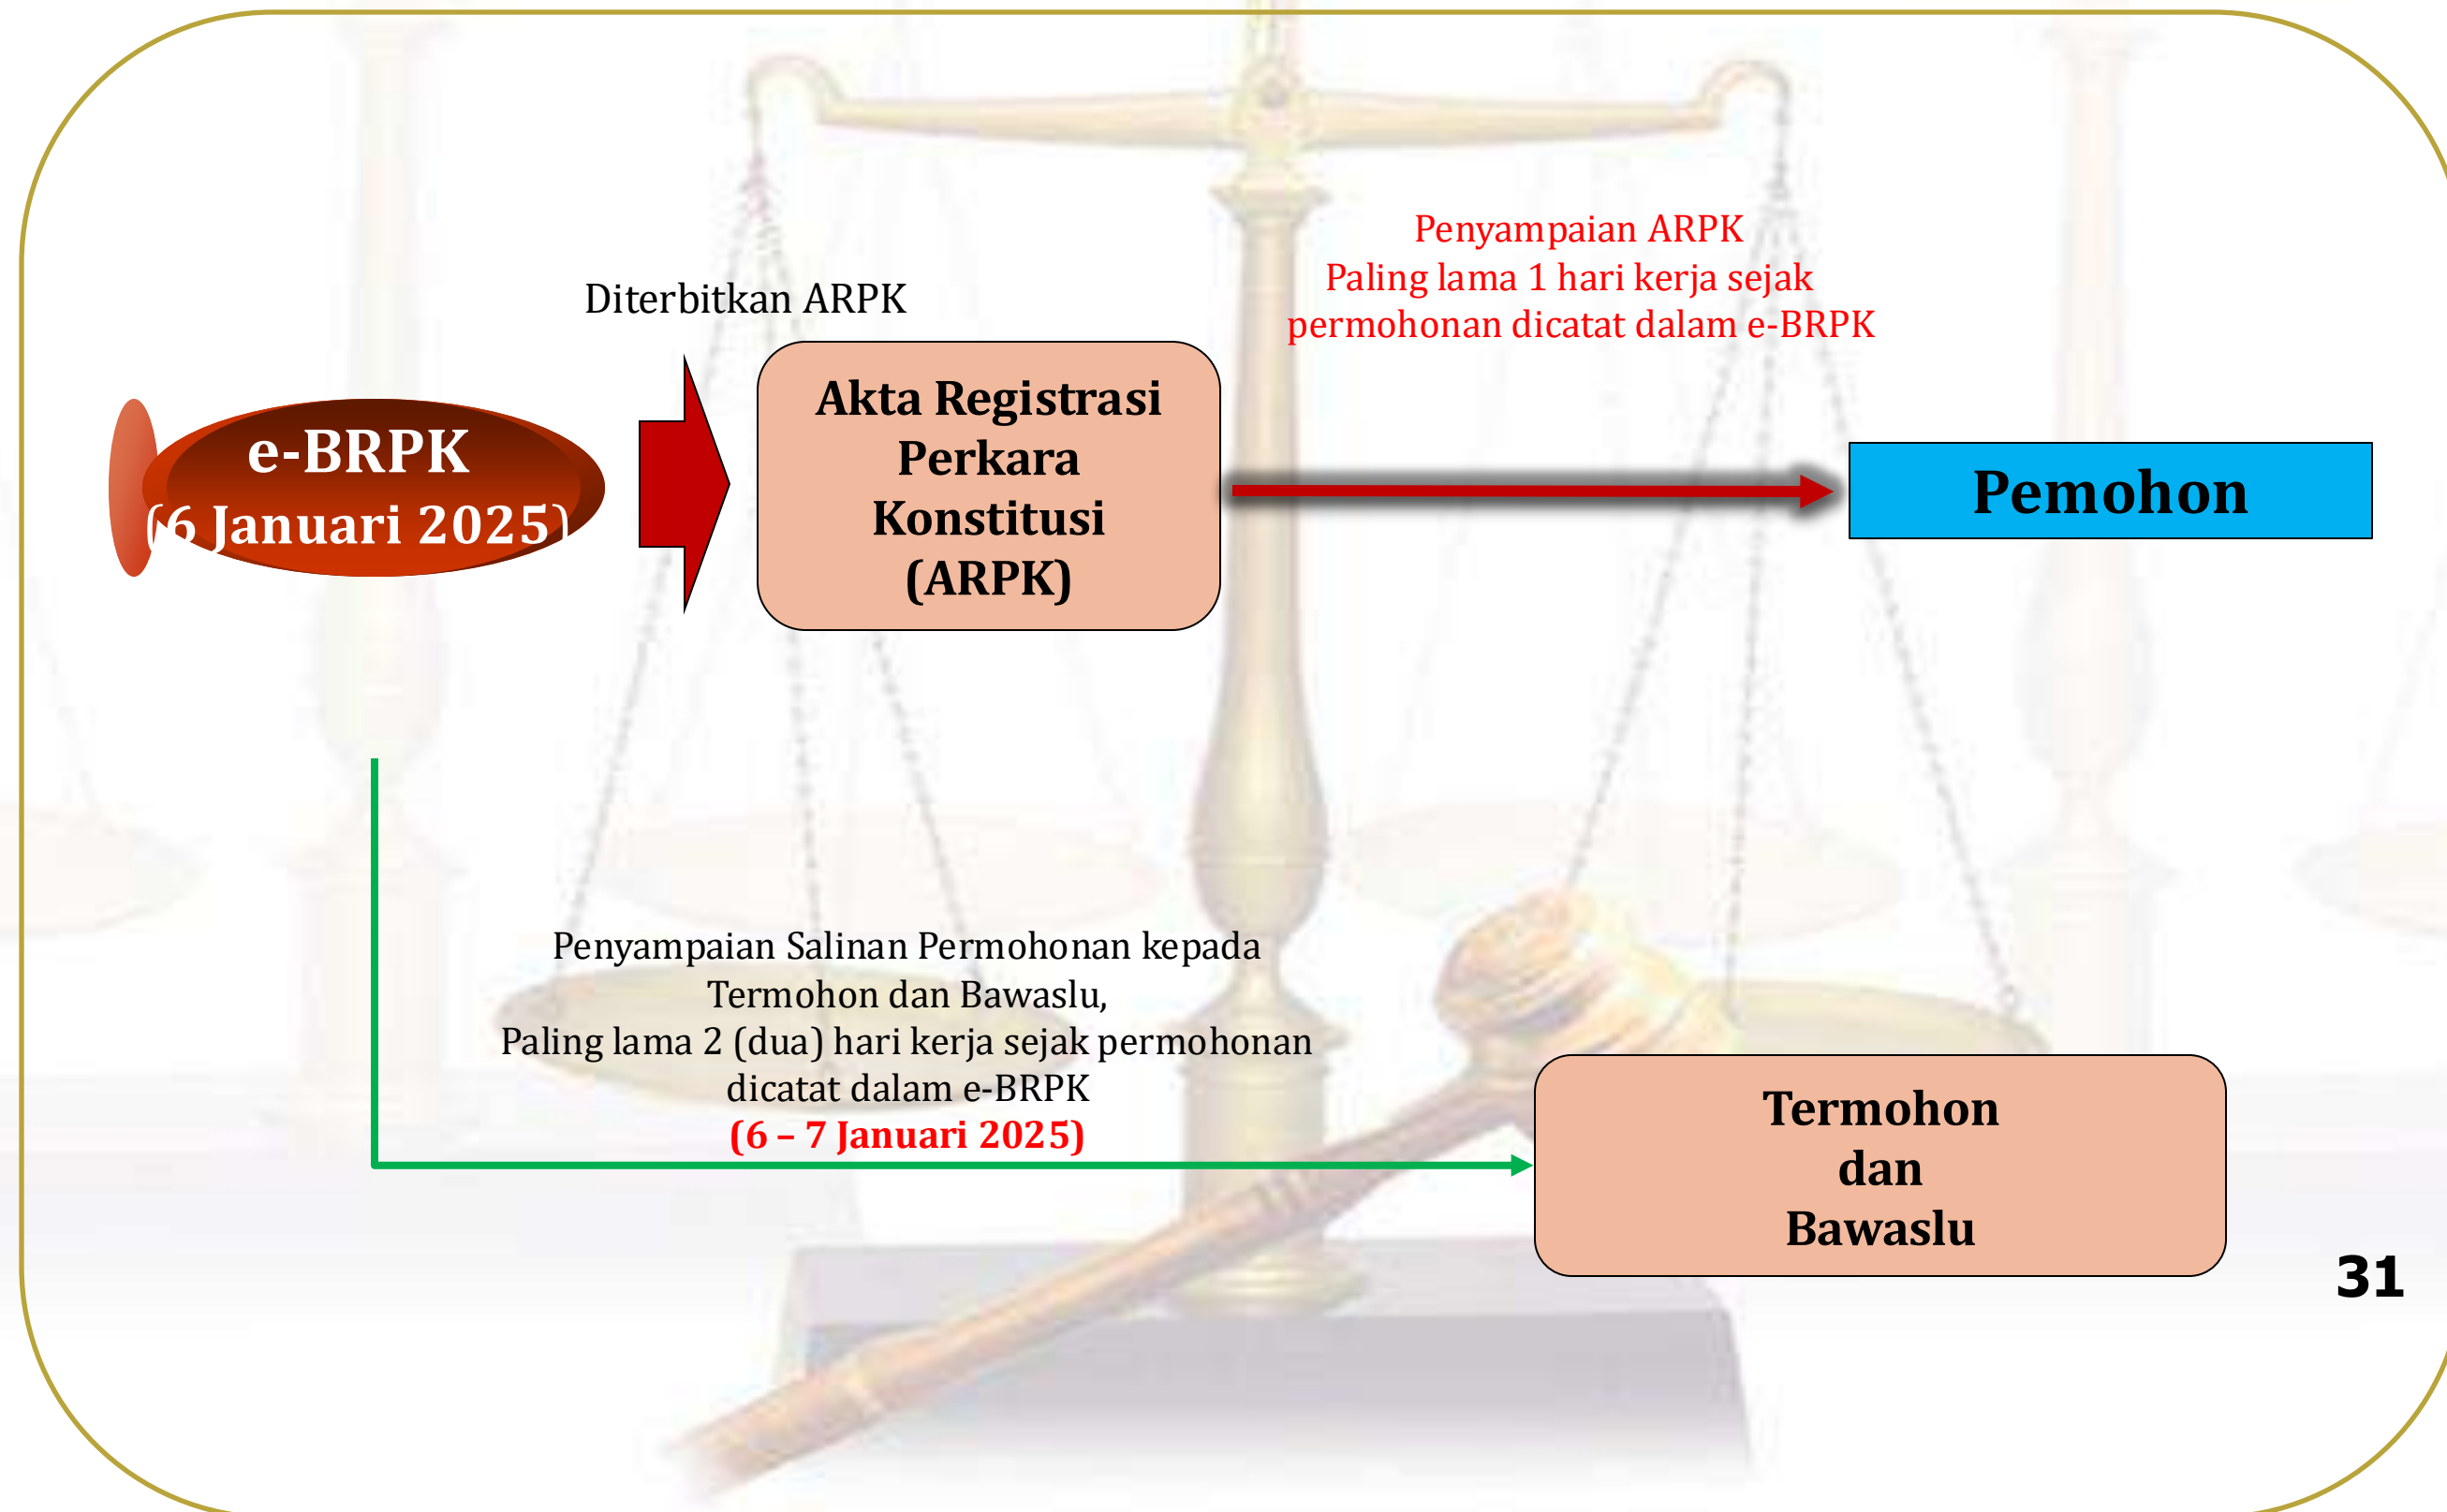 Penyampaian ARPK
Paling lama 1 hari kerja sejak
permohonan dicatat dalam e-BRPK
Diterbitkan ARPK
e-BRPK
(6 Januari 2025)
Akta Registrasi
Perkara
Konstitusi
(ARPK)
Pemohon
Penyampaian Salinan Permohonan kepada
Termohon dan Bawaslu,
Paling lama 2 (dua) hari kerja sejak permohonan
dicatat dalam e-BRPK
(6 – 7 Januari 2025)
Termohon
dan
Bawaslu
31